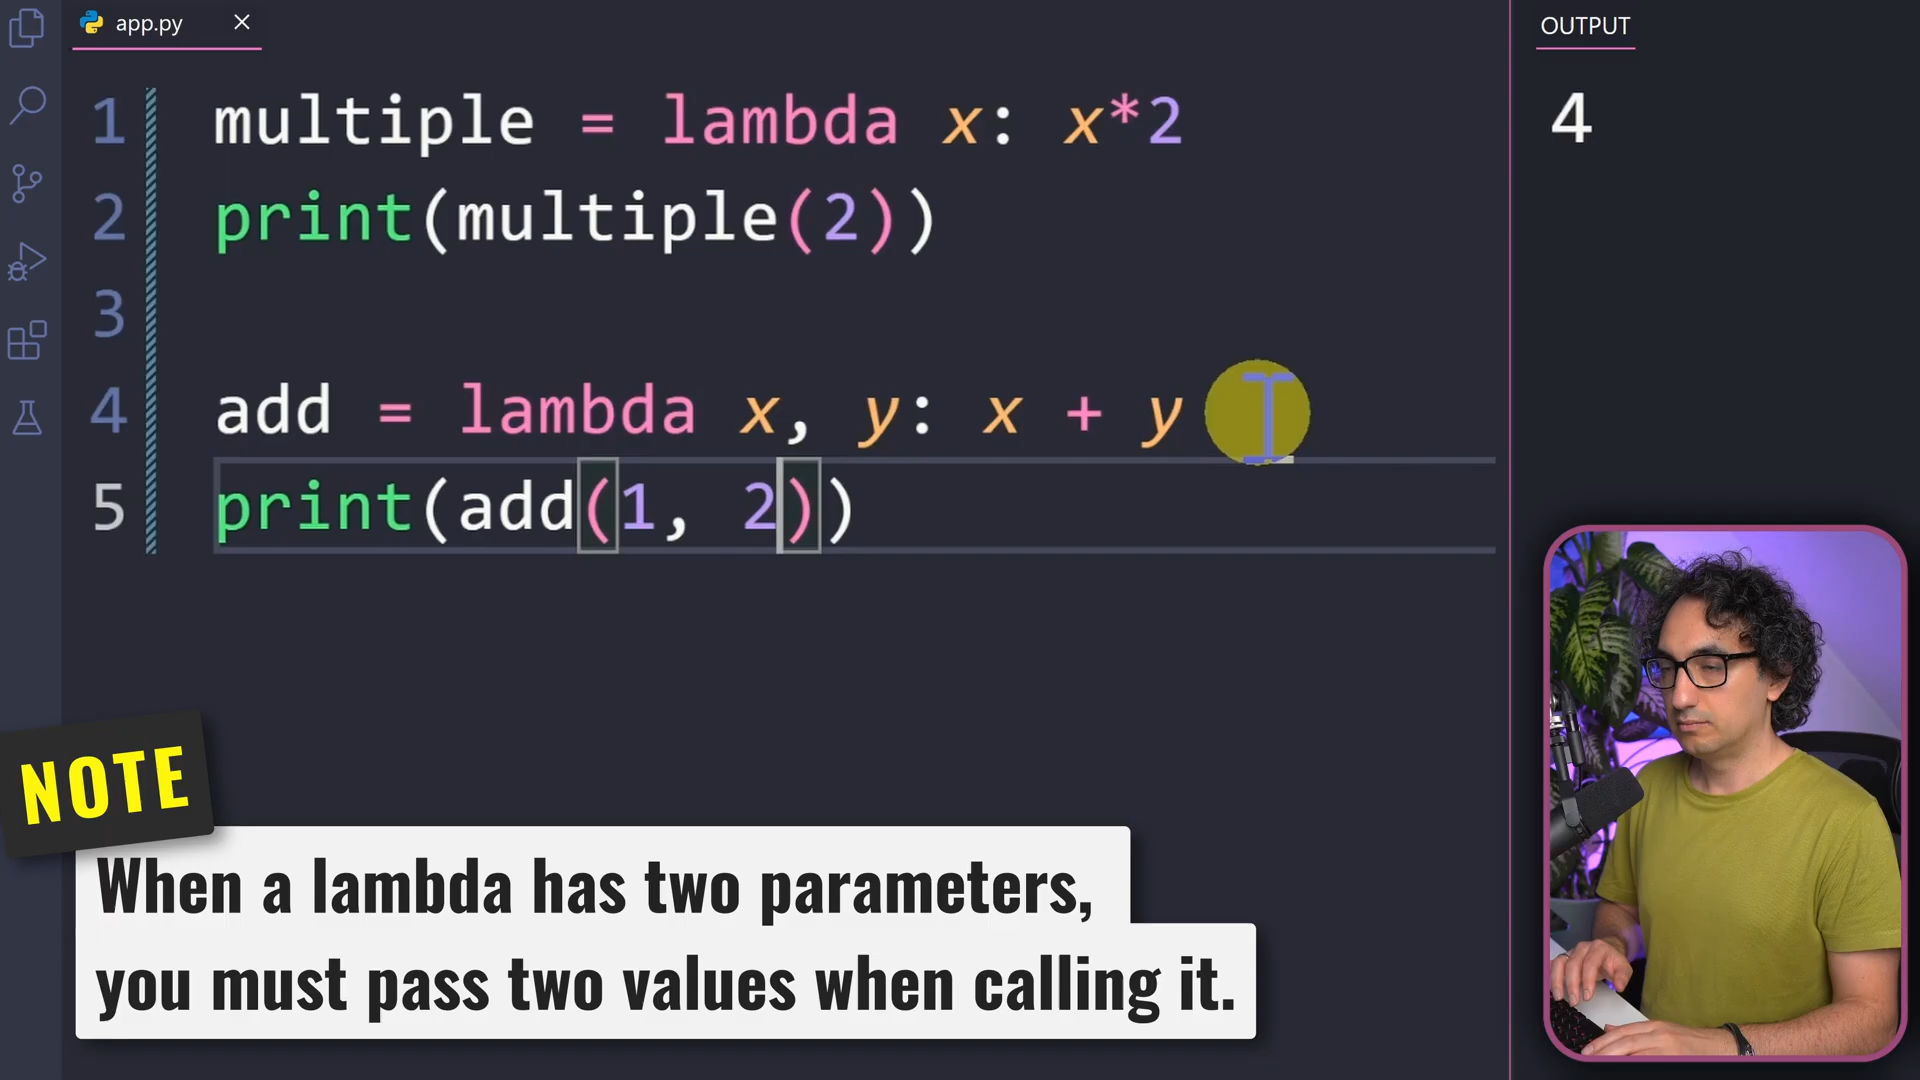 app.py
OUTPUT
1 multiple = lambda x: x*2
2 print(multiple(2))
3
4 add = lambda x, y: x + y
5 print(add(1, 2))
4
NOTE
When a lambda has two parameters,
you must pass two values when calling it.